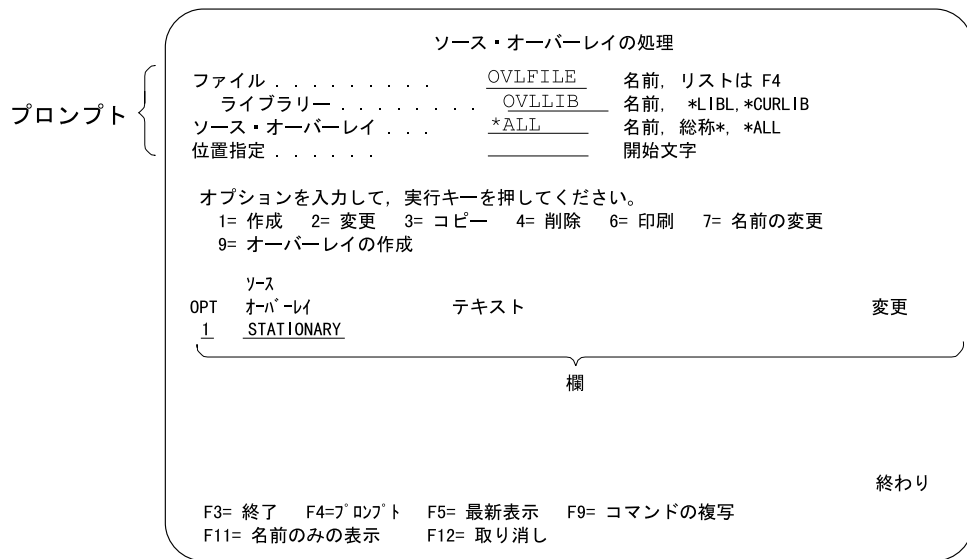 ソース・オーバーレイの処理
プロンプト
ファイル . . . . . . . . . OVLFILE 名前, リストは F4
ライブラリー . . . . . . . . OVLLIB 名前, *LIBL,*CURLIB
ソース・オーバーレイ . . . *ALL 名前, 総称*, *ALL
位置指定 . . . . . . 開始文字
オプションを入力して, 実行キーを押してください。
1= 作成 2= 変更 3= コピー 4= 削除 6= 印刷 7= 名前の変更
9= オーバーレイの作成
ソース
OPT オーバーレイ テキスト 変更
1 STATIONARY
欄
終わり
F3= 終了 F4=プロンプト F5= 最新表示 F9= コマンドの複写
F11= 名前のみの表示 F12= 取り消し